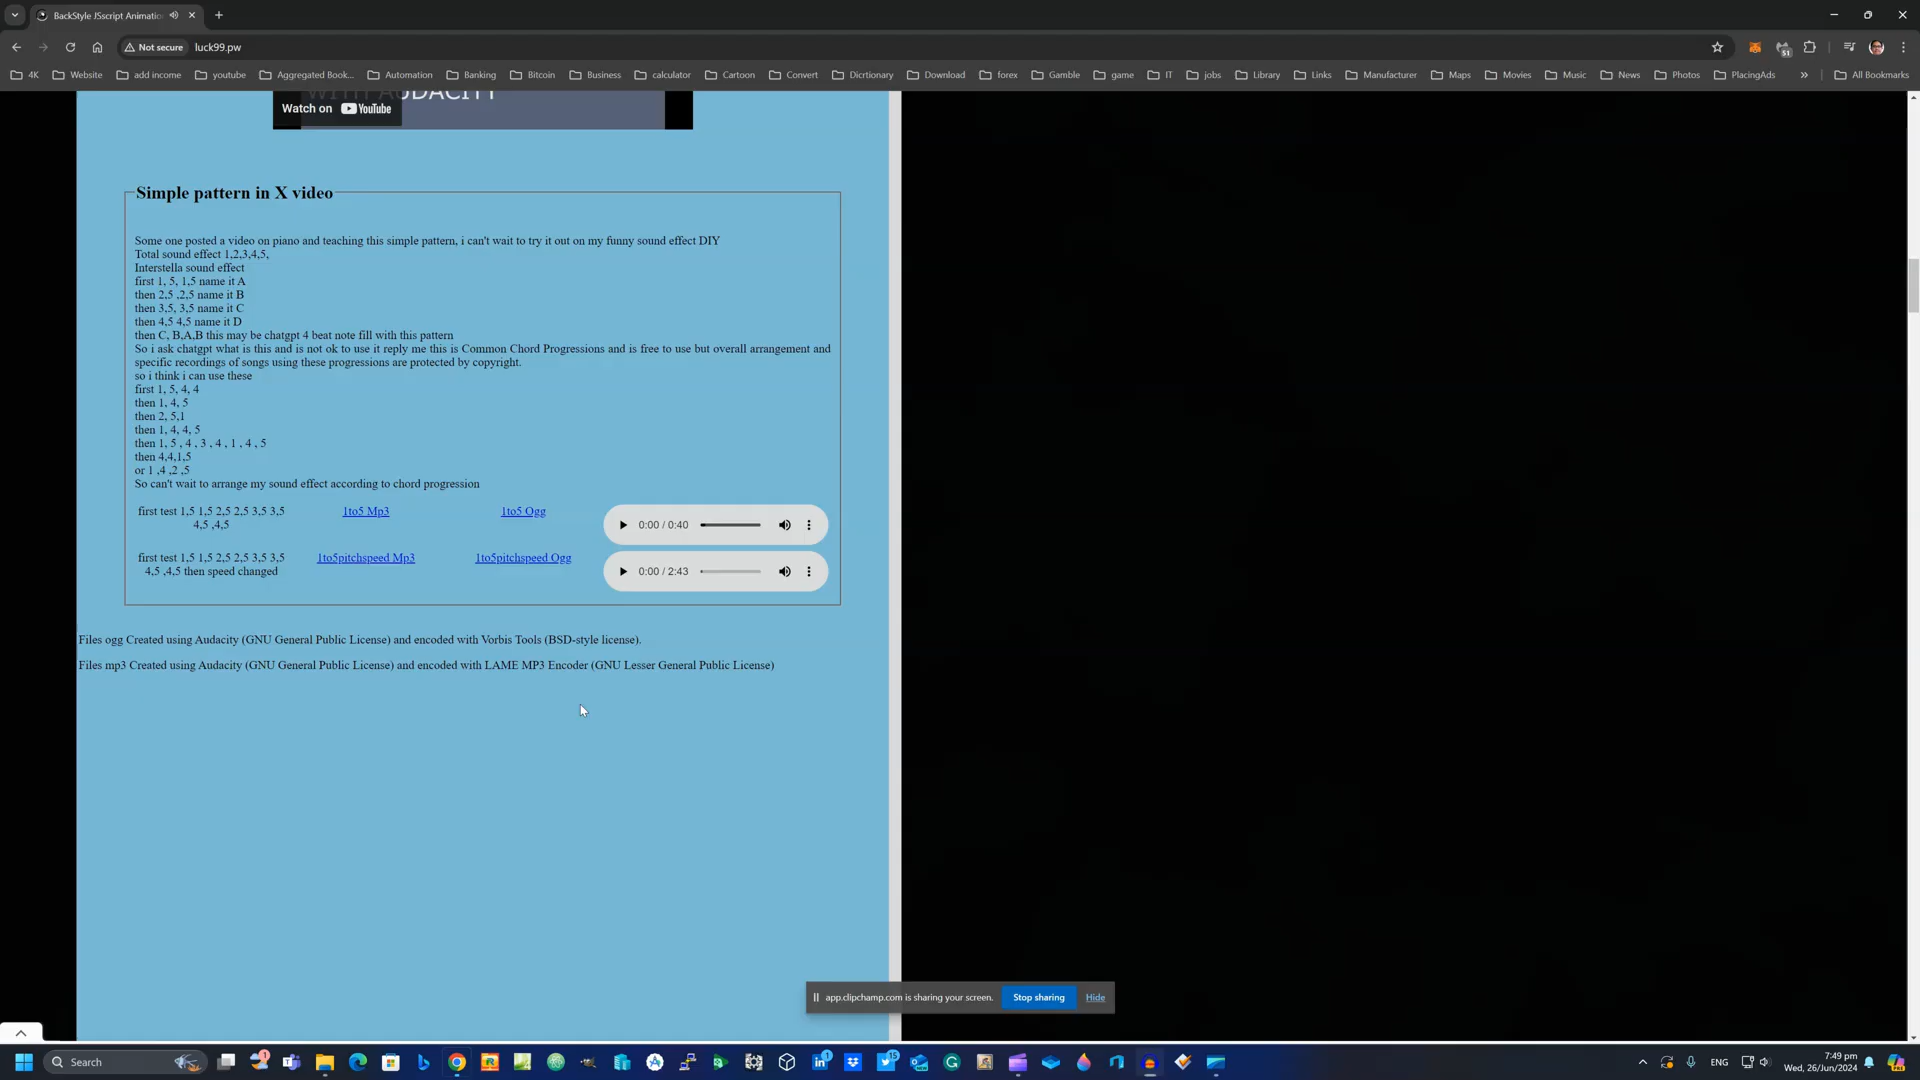 BackStyle JSscript Animation
Not secure
luck99.pw
51
4K
Website
add income
youtube
Aggregated Book...
Automation
Banking
Bitcoin
Business
calculator
Cartoon
Convert
Dicrtionary
Download
forex
Gamble
game
IT
jobs
Library
Links
Manufacturer
Maps
Movies
Music
News
Photos
PlacingAds
All Bookmarks
WITH AUDACITY
Watch on YouTube
Simple pattern in X video
Some one posted a video on piano and teaching this simple pattern, i can't wait to try it out on my funny sound effect DIY
Total sound effect 1,2,3,4,5,
Interstella sound effect
first 1, 5, 1,5 name it A
then 2,5 ,2,5 name it B
then 3,5, 3,5 name it C
then 4,5 4,5 name it D
then C, B,A,B this may be chatgpt 4 beat note fill with this pattern
So i ask chatgpt what is this and is not ok to use it reply me this is Common Chord Progressions and is free to use but overall arrangement and
specific recordings of songs using these progressions are protected by copyright.
so i think i can use these
first 1, 5, 4, 4
then 1, 4, 5
then 2, 5,1
then 1, 4, 4, 5
then 1, 5 , 4 , 3 , 4 , 1 , 4 , 5
then 4,4,1,5
or 1 ,4 ,2 ,5
So can't wait to arrange my sound effect according to chord progression
first test 1,5 1,5 2,5 2,5 3,5 3,5
4,5 ,4,5
1to5 Mp3
1to5 Ogg
0:00 / 0:40
first test 1,5 1,5 2,5 2,5 3,5 3,5
4,5 ,4,5 then speed changed
1to5pitchspeed Mp3
1to5pitchspeed Ogg
0:00 / 2:43
Files ogg Created using Audacity (GNU General Public License) and encoded with Vorbis Tools (BSD-style license).
Files mp3 Created using Audacity (GNU General Public License) and encoded with LAME MP3 Encoder (GNU Lesser General Public License)
app.clipchamp.com is sharing your screen.
Stop sharing
Hide
Search
1
1
15
ENG
7:49 pm
Wed, 26/Jun/2024